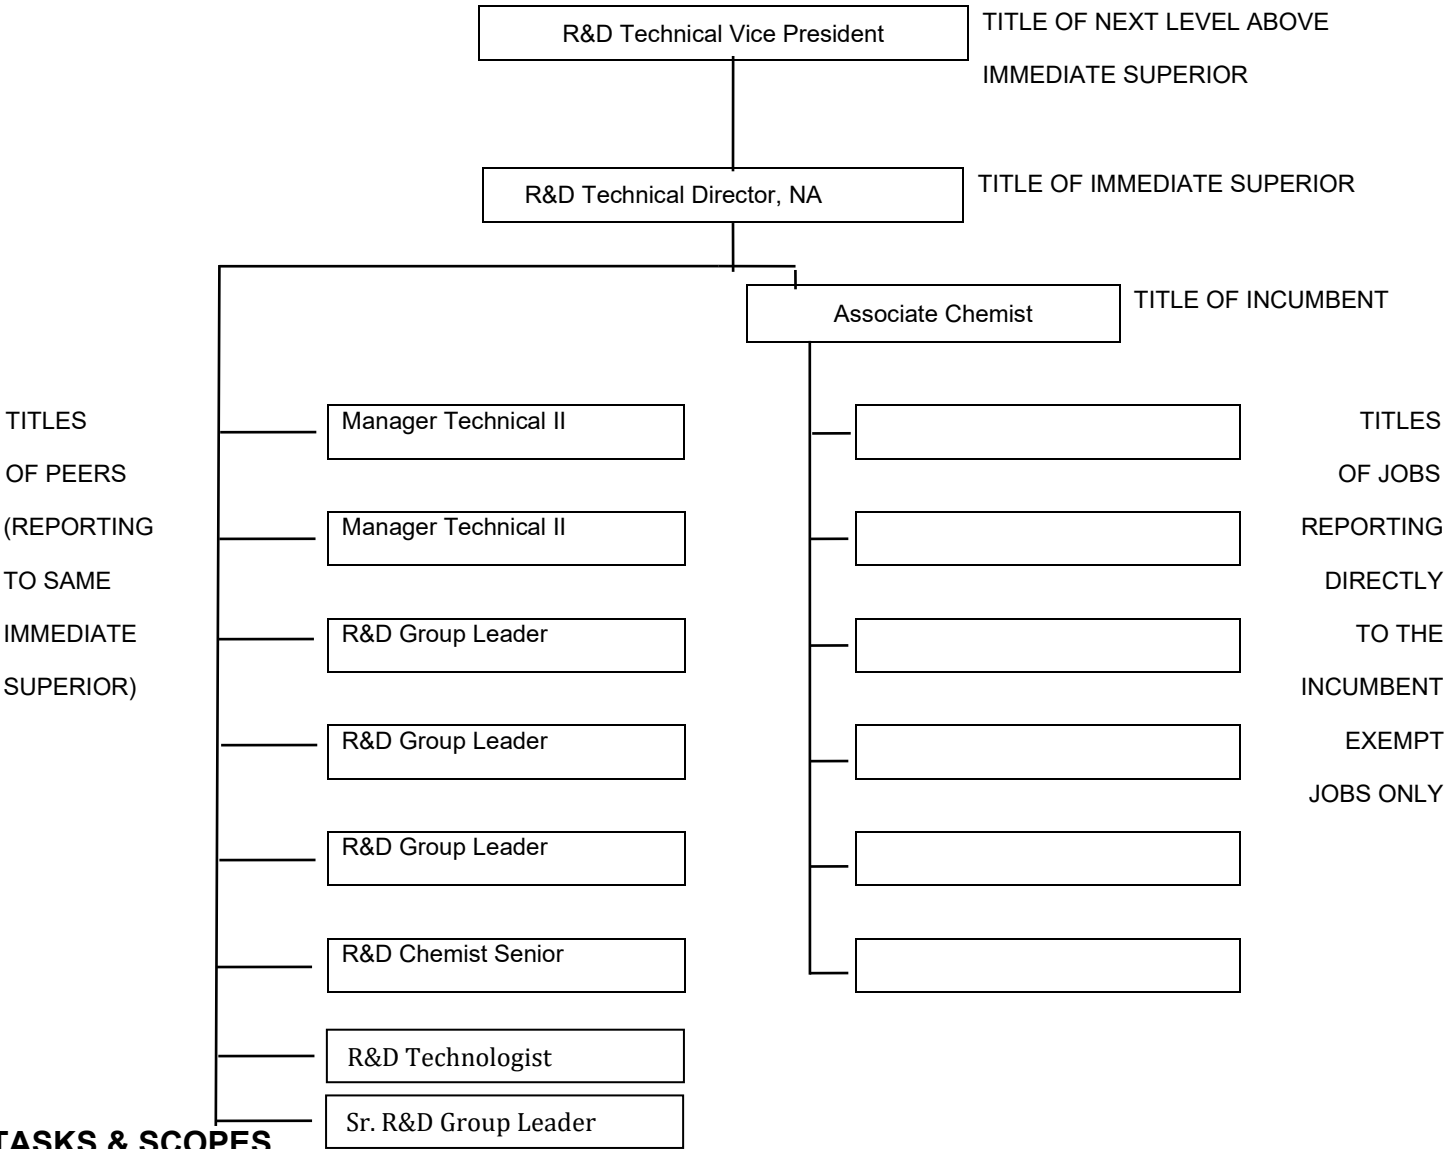 R&D Technical Vice President
TITLE OF NEXT LEVEL ABOVE
IMMEDIATE SUPERIOR
R&D Technical Director, NA
TITLE OF IMMEDIATE SUPERIOR
Associate Chemist
TITLE OF INCUMBENT
TITLES
OF PEERS
(REPORTING
TO SAME
IMMEDIATE
SUPERIOR)
Manager Technical II
Manager Technical II
R&D Group Leader
R&D Group Leader
R&D Group Leader
R&D Chemist Senior
R&D Technologist
Sr. R&D Group Leader
TITLES
OF JOBS
REPORTING
DIRECTLY
TO THE
INCUMBENT
EXEMPT
JOBS ONLY
TASKS & SCOPES